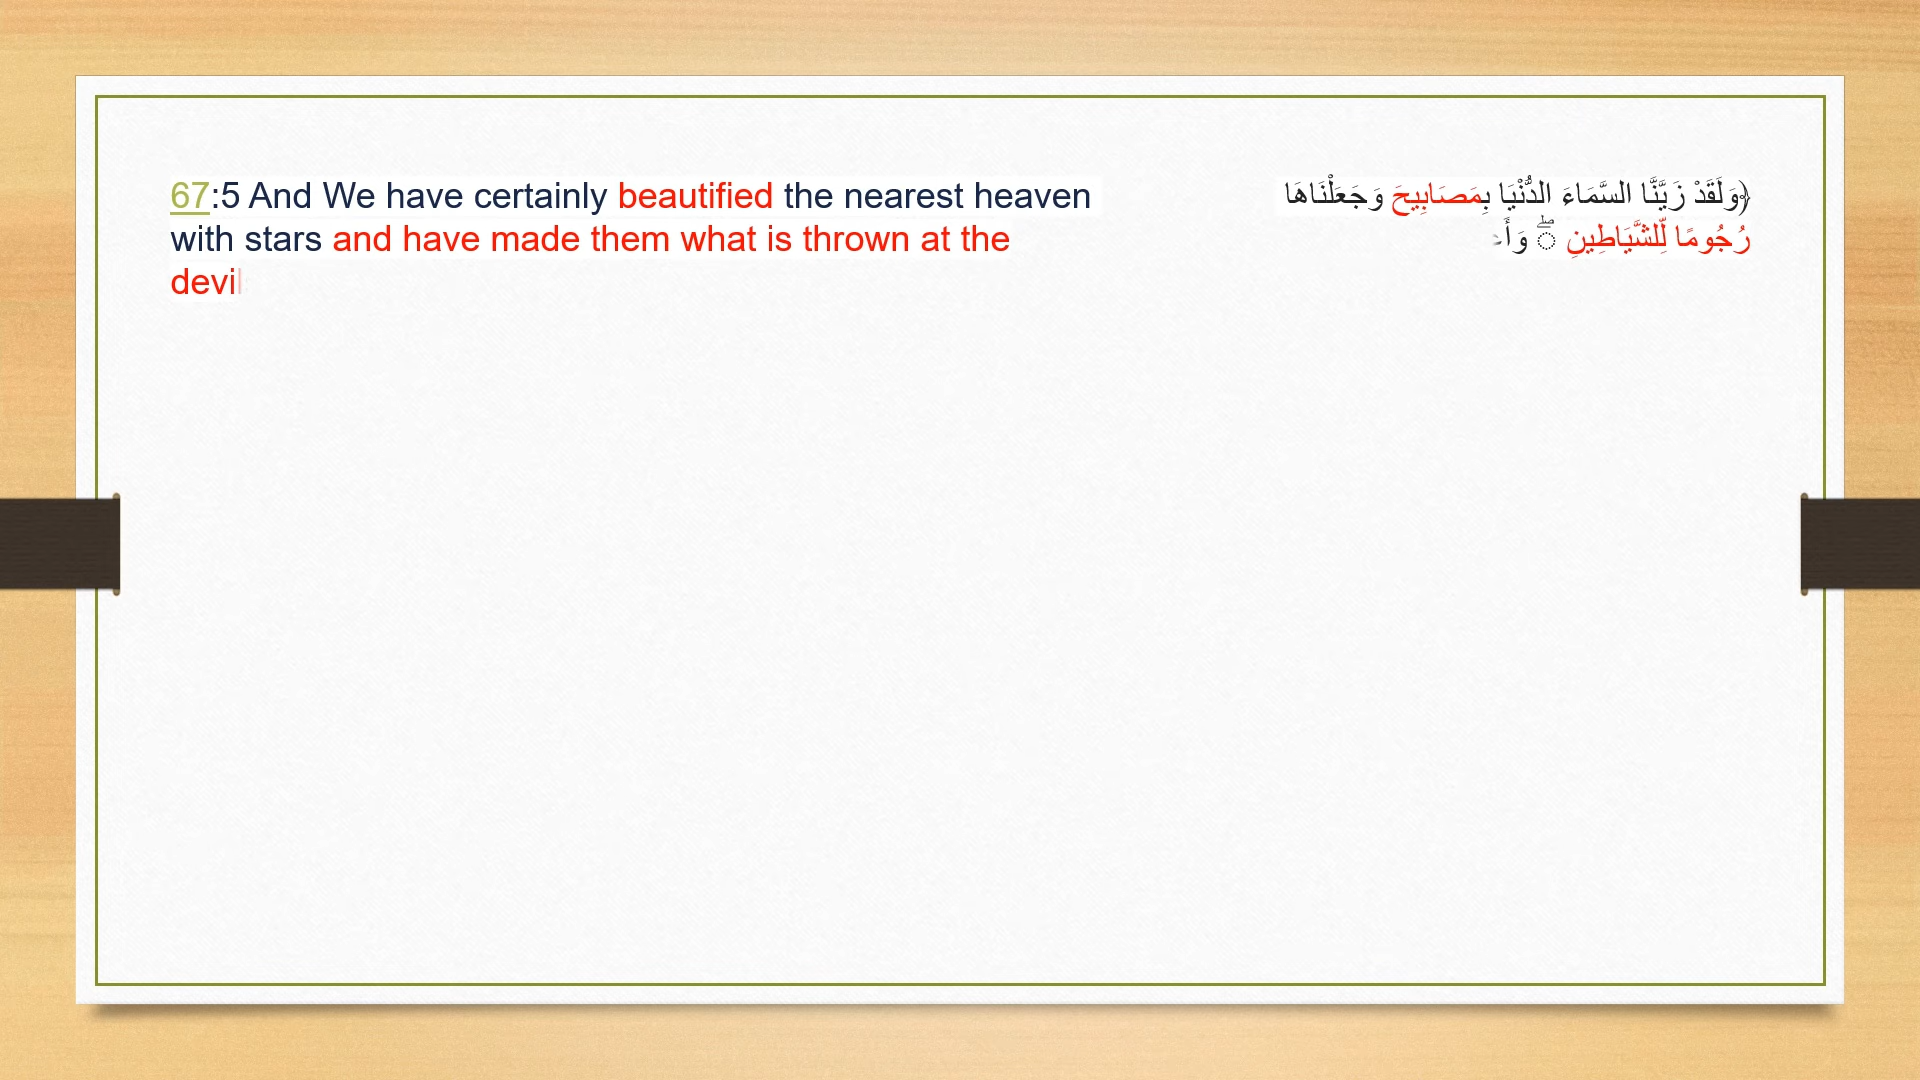 67:5 And We have certainly beautified the nearest heaven
with stars and have made them what is thrown at the
devil
﴿وَلَقَدْ زَيَّنَّا السَّمَاءَ الدُّنْيَا بِمَصَابِيحَ وَجَعَلْنَاهَا
رُجُومًا لِّلشَّيَاطِينِ ۖ وَأَ